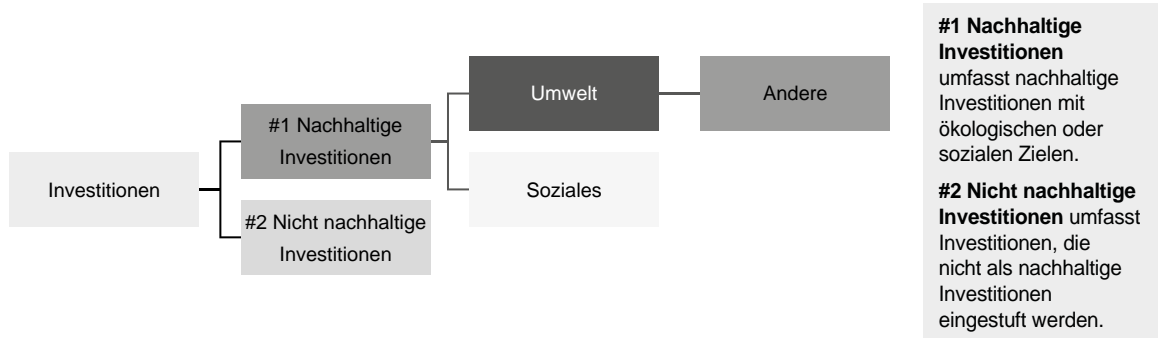 Investitionen
#1 Nachhaltige
Investitionen
#2 Nicht nachhaltige
Investitionen
Umwelt
Soziales
Andere
#1 Nachhaltige
Investitionen
umfasst nachhaltige
Investitionen mit
ökologischen oder
sozialen Zielen.
#2 Nicht nachhaltige
Investitionen umfasst
Investitionen, die
nicht als nachhaltige
Investitionen
eingestuft werden.